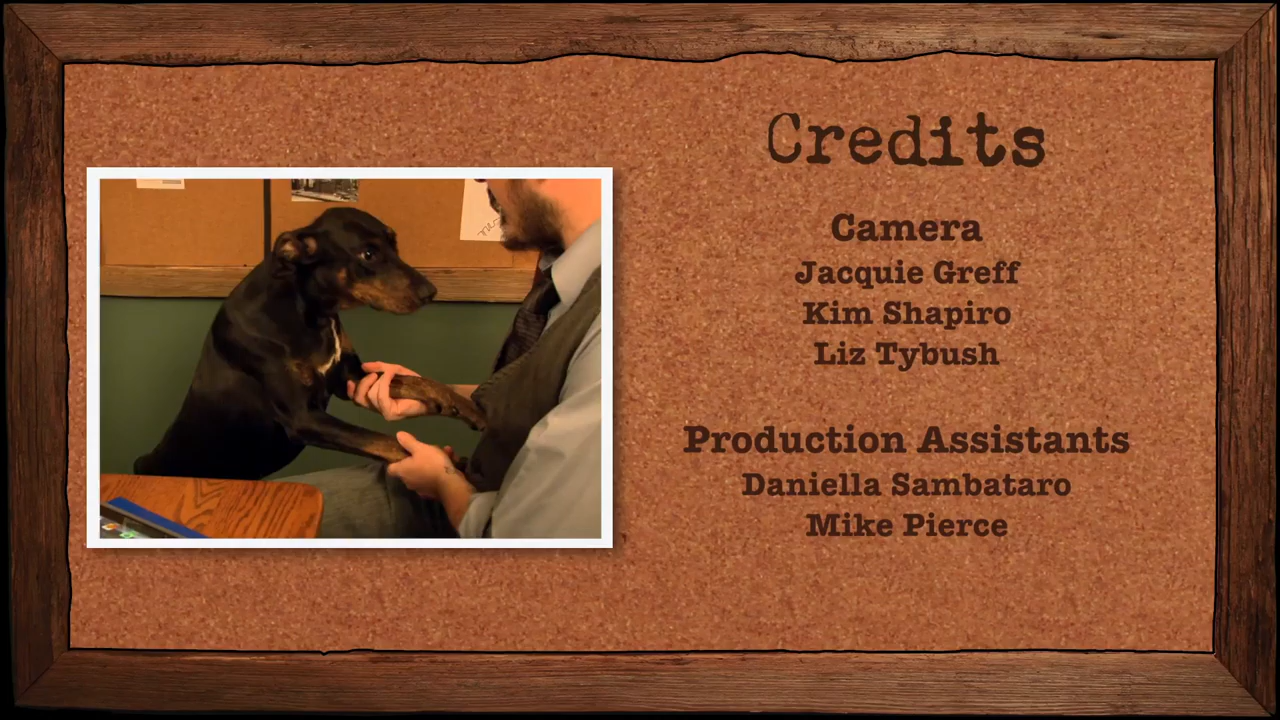 Credits
Camera
Jacquie Greff
Kim Shapiro
Liz Tybush
Production Assistants
Daniella Sambataro
Mike Pierce